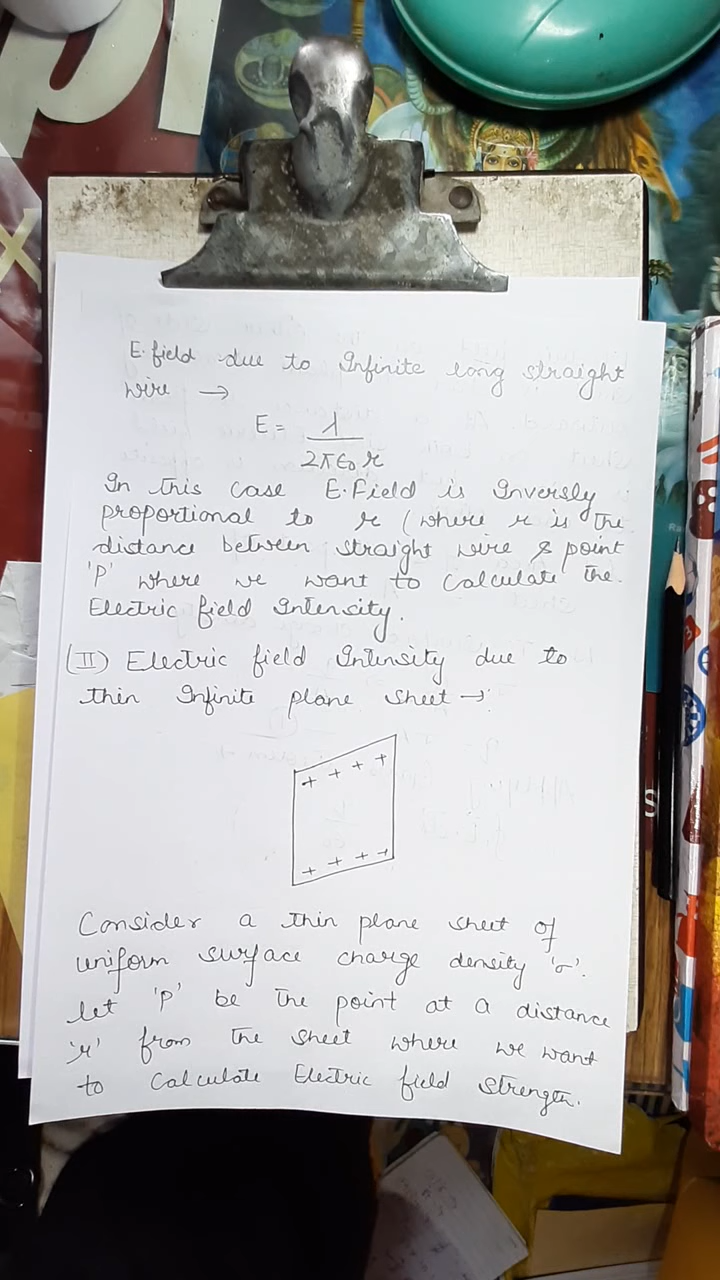 E.field due to Infinite long straight
wire →
E = λ / 2πε₀ r
In this case E.Field is Inversly
proportional to r (where r is the
distance between straight wire & point
'P' where we want to calculate the
Electric field Intensity.
(II) Electric field Intensity due to
thin Infinite plane sheet →
+ + + +
+ + + +
Consider a thin plane sheet of
uniform surface charge density 'σ'.
let 'P' be the point at a distance
'r' from the sheet where we want
to calculate Electric field strength.